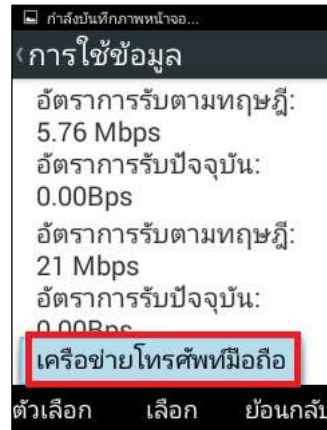 กำลังบันทึกภาพหน้าจอ...
การใช้ข้อมูล
อัตราการรับตามทฤษฎี:
5.76 Mbps
อัตราการรับปัจจุบัน:
0.00Bps
อัตราการรับตามทฤษฎี:
21 Mbps
อัตราการรับปัจจุบัน:
0.00Bps
เครือข่ายโทรศัพท์มือถือ
ตัวเลือก เลือก ย้อนกลับ